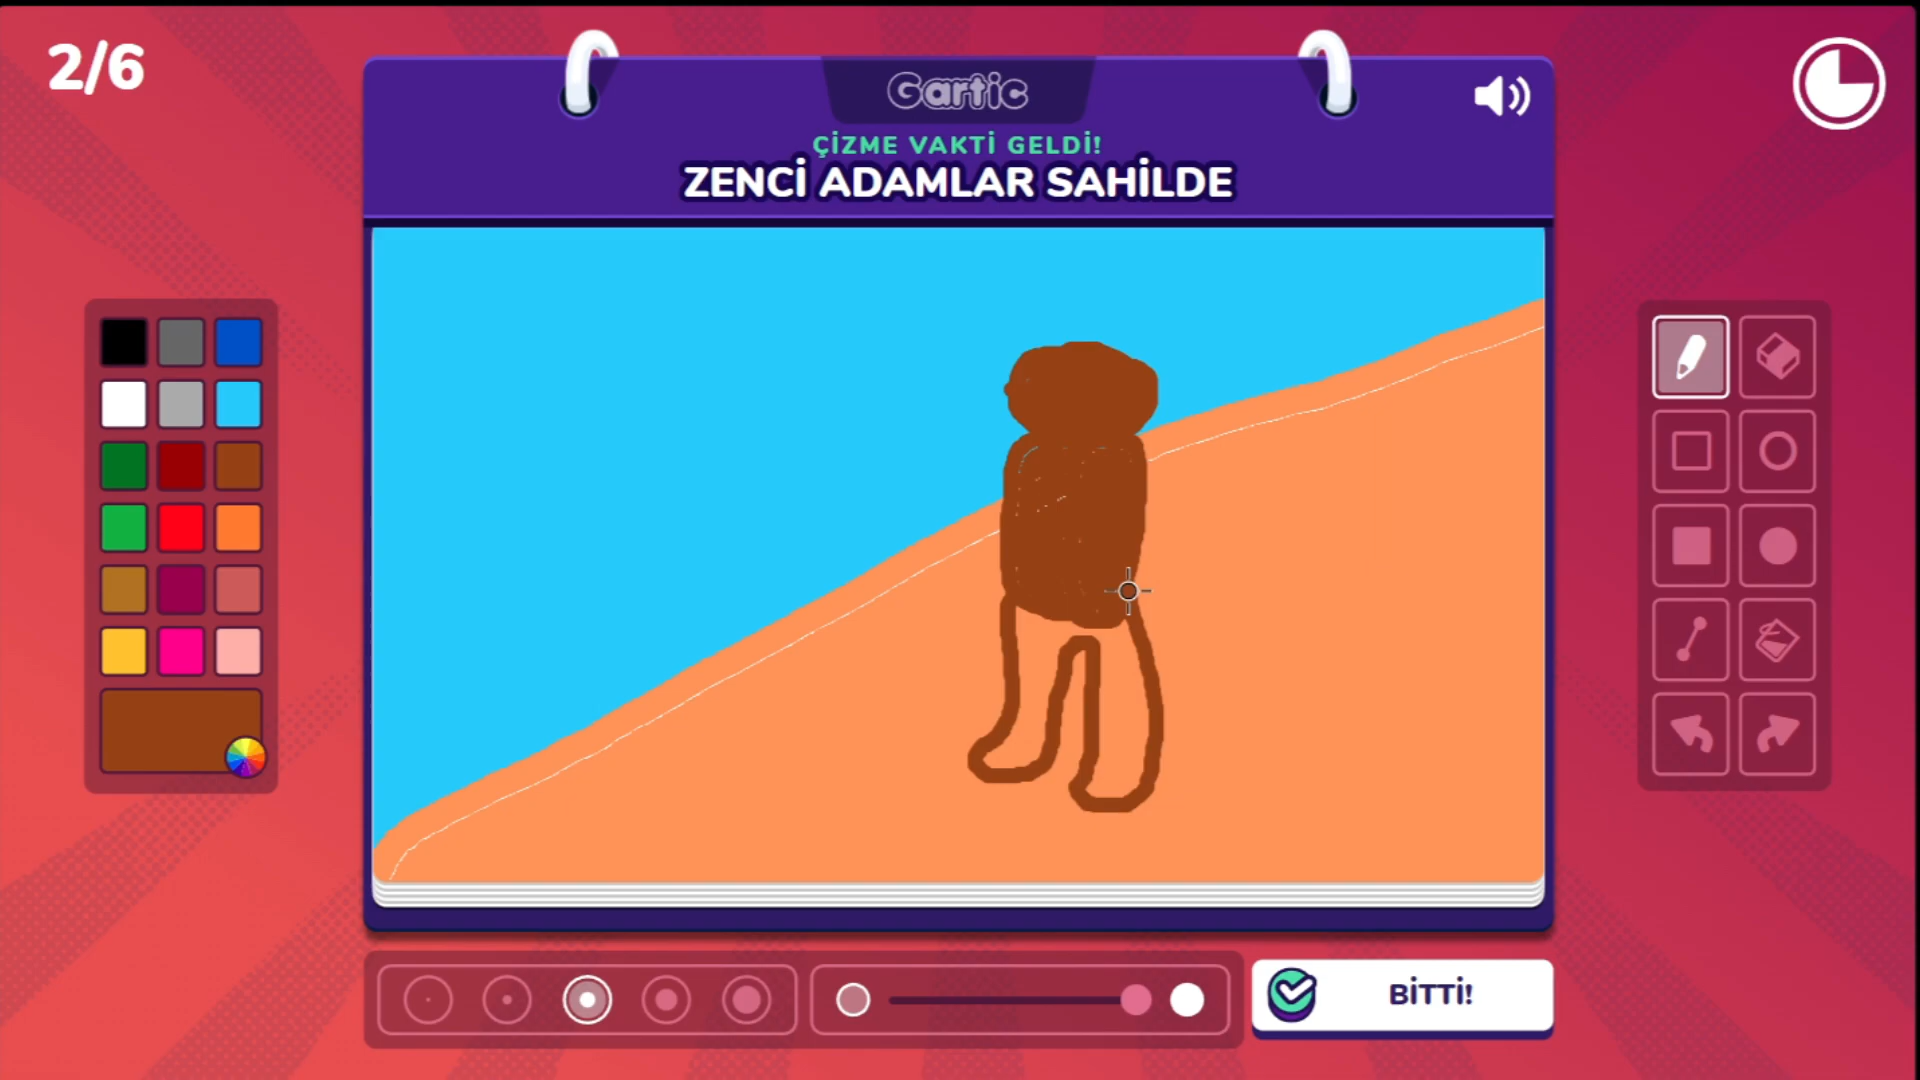 2/6
Gartic
ÇİZME VAKTİ GELDİ!
ZENCİ ADAMLAR SAHİLDE
BİTTİ!